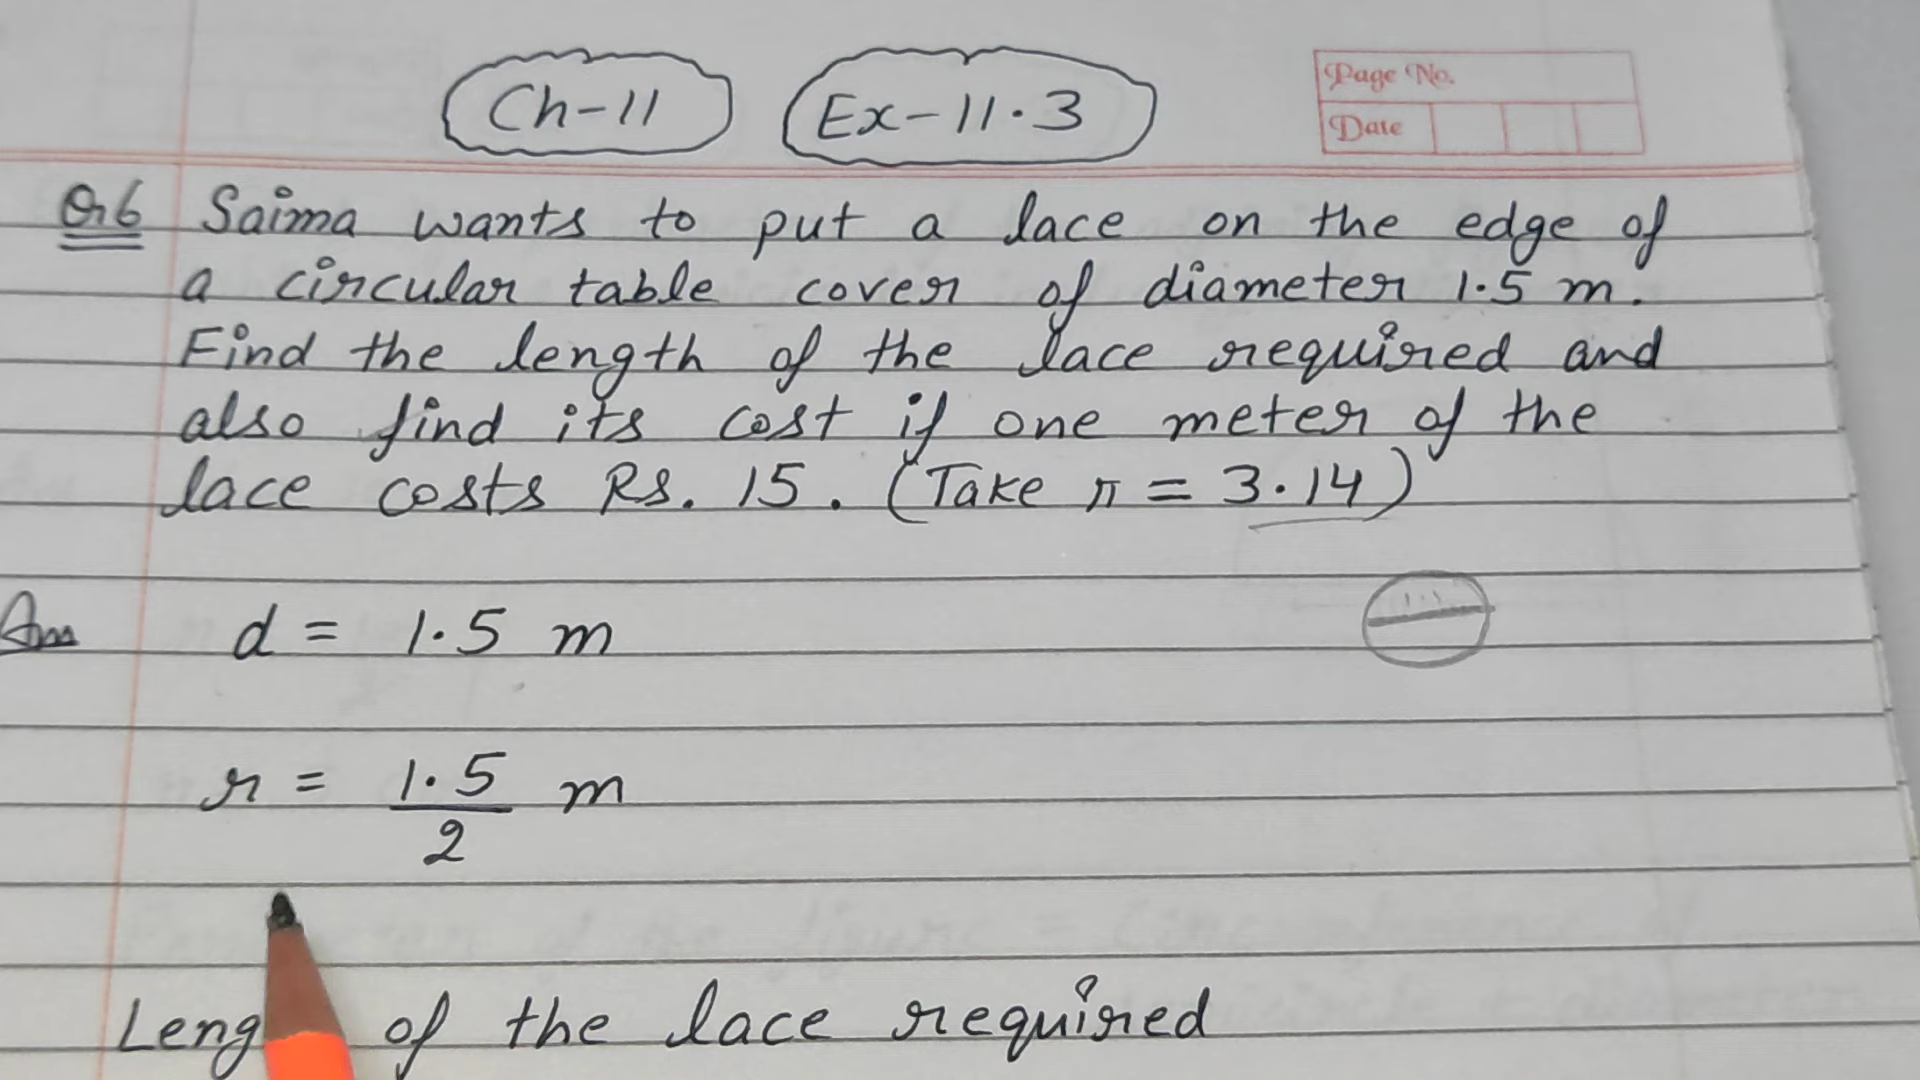 Ch-11 Ex-11.3
Page No.
Date
Q6 Saima wants to put a lace on the edge of
a circular table cover of diameter 1.5 m.
Find the length of the lace required and
also find its cost if one meter of the
lace costs Rs. 15. (Take π = 3.14)
Ans d = 1.5 m
r = 1.5/2 m
Leng of the lace required